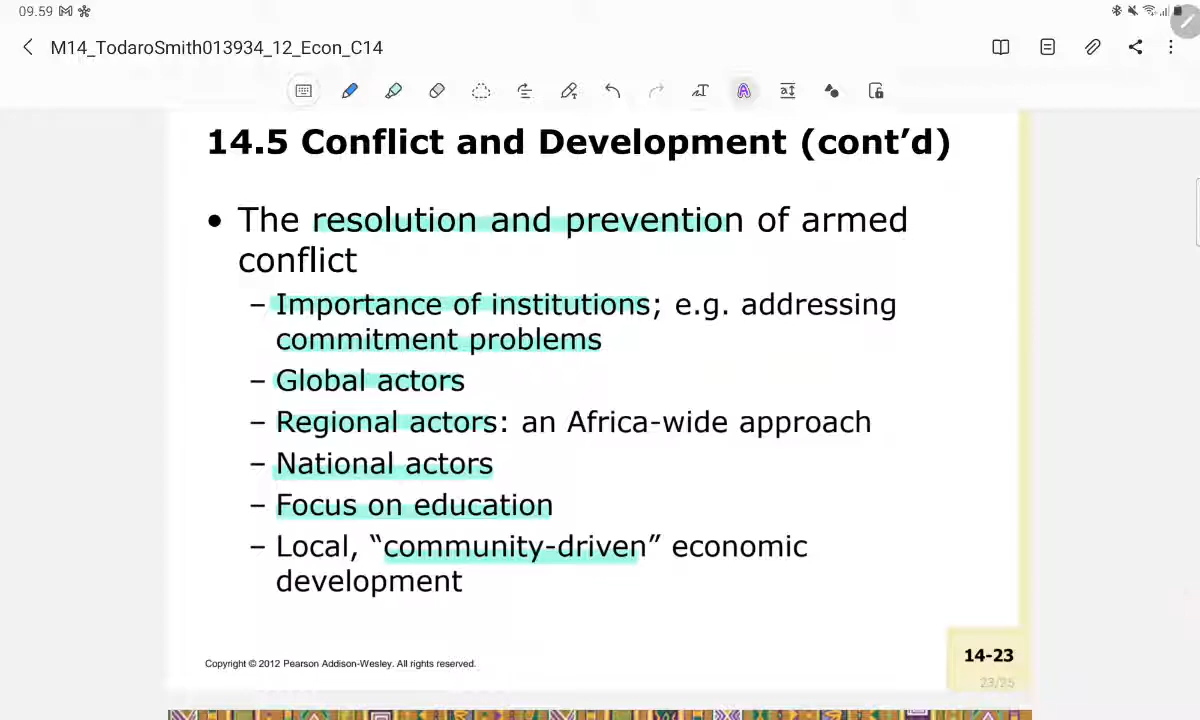 09.59
M14_TodaroSmith013934_12_Econ_C14
14.5 Conflict and Development (cont’d)
• The resolution and prevention of armed
conflict
– Importance of institutions; e.g. addressing
commitment problems
– Global actors
– Regional actors: an Africa-wide approach
– National actors
– Focus on education
– Local, “community-driven” economic
development
Copyright © 2012 Pearson Addison-Wesley. All rights reserved.
14-23
23/25